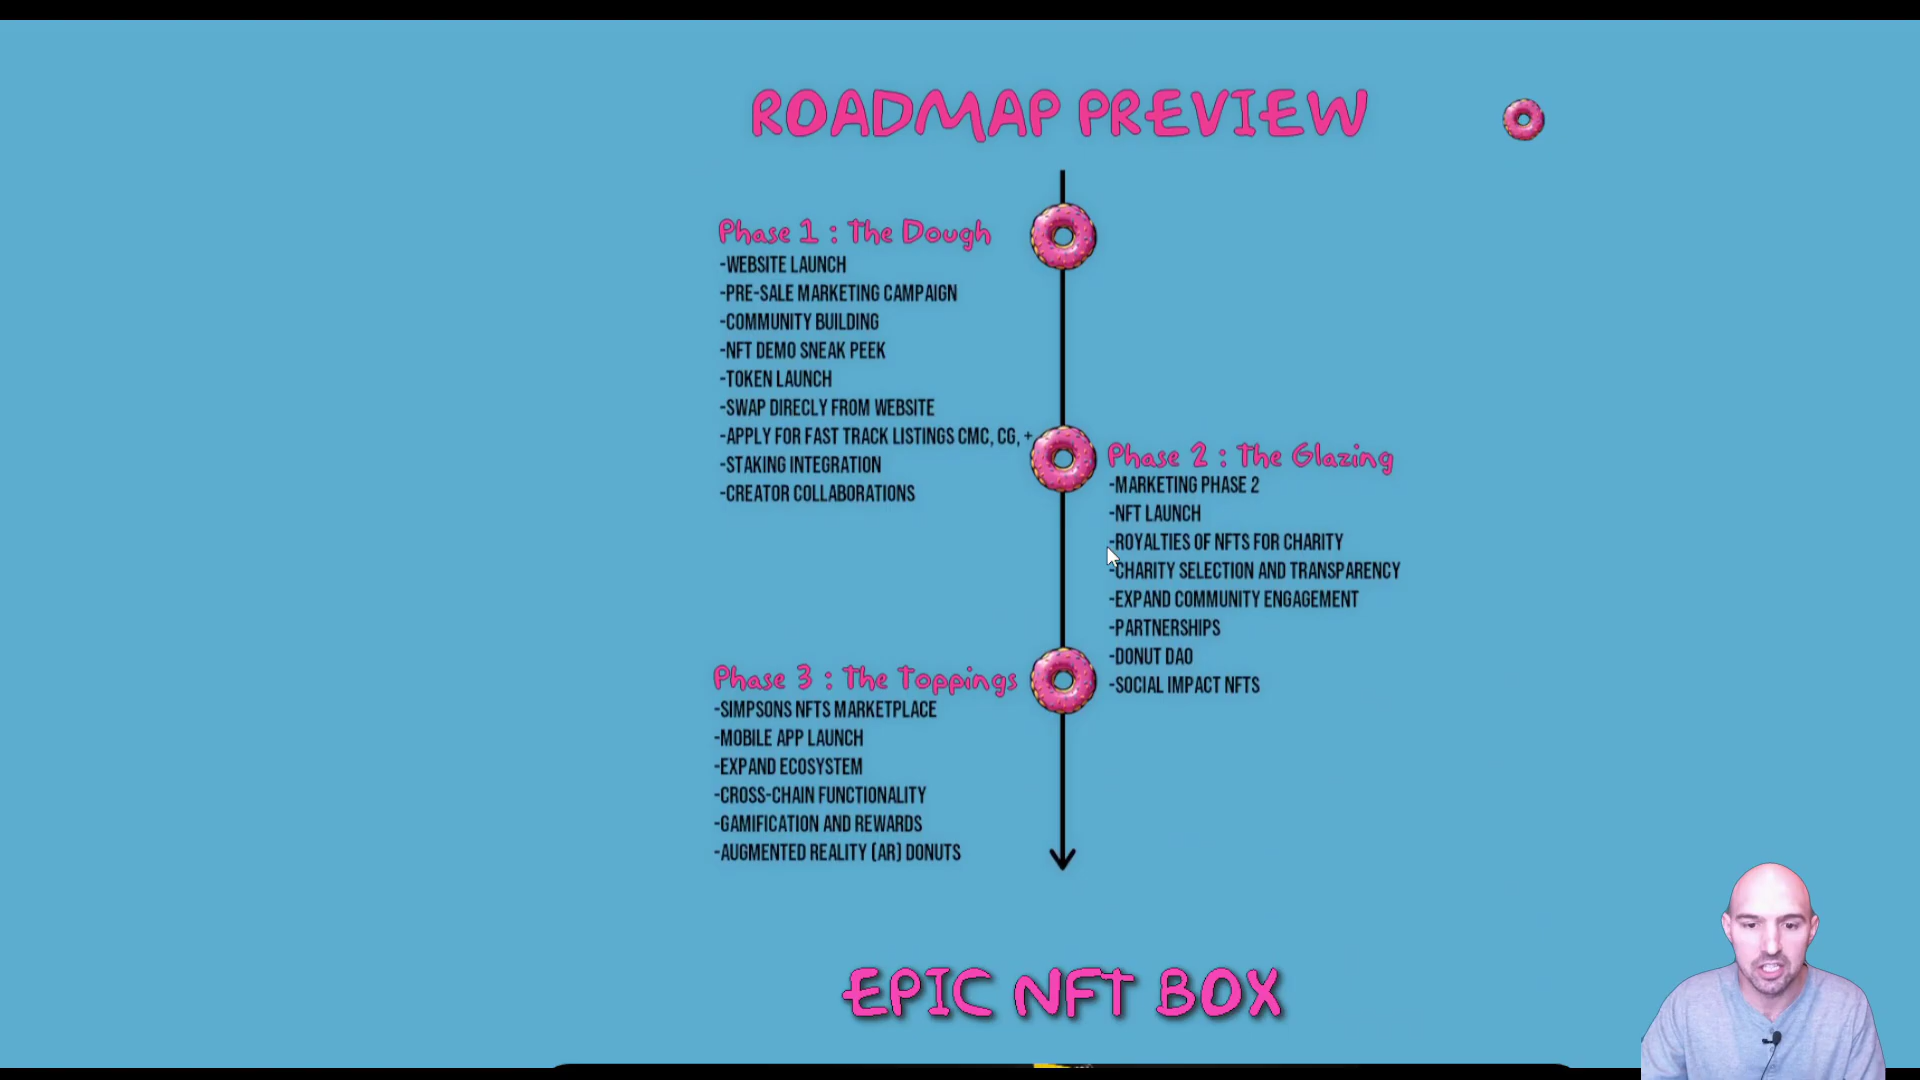 ROADMAP PREVIEW
Phase 1 : The Dough
-WEBSITE LAUNCH
-PRE-SALE MARKETING CAMPAIGN
-COMMUNITY BUILDING
-NFT DEMO SNEAK PEEK
-TOKEN LAUNCH
-SWAP DIRECLY FROM WEBSITE
-APPLY FOR FAST TRACK LISTINGS CMC, CG, +
-STAKING INTEGRATION
-CREATOR COLLABORATIONS
Phase 2 : The Glazing
-MARKETING PHASE 2
-NFT LAUNCH
-ROYALTIES OF NFTS FOR CHARITY
-CHARITY SELECTION AND TRANSPARENCY
-EXPAND COMMUNITY ENGAGEMENT
-PARTNERSHIPS
-DONUT DAO
-SOCIAL IMPACT NFTS
Phase 3 : The Toppings
-SIMPSONS NFTS MARKETPLACE
-MOBILE APP LAUNCH
-EXPAND ECOSYSTEM
-CROSS-CHAIN FUNCTIONALITY
-GAMIFICATION AND REWARDS
-AUGMENTED REALITY (AR) DONUTS
EPIC NFT BOX